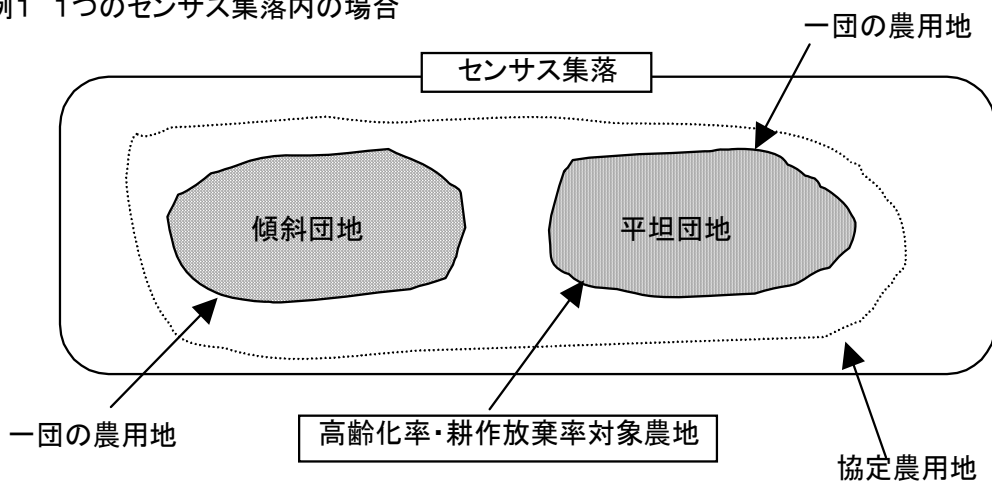 例1 1つのセンサス集落内の場合
一団の農用地
センサス集落
傾斜団地
平坦団地
一団の農用地
高齢化率・耕作放棄率対象農地
協定農用地